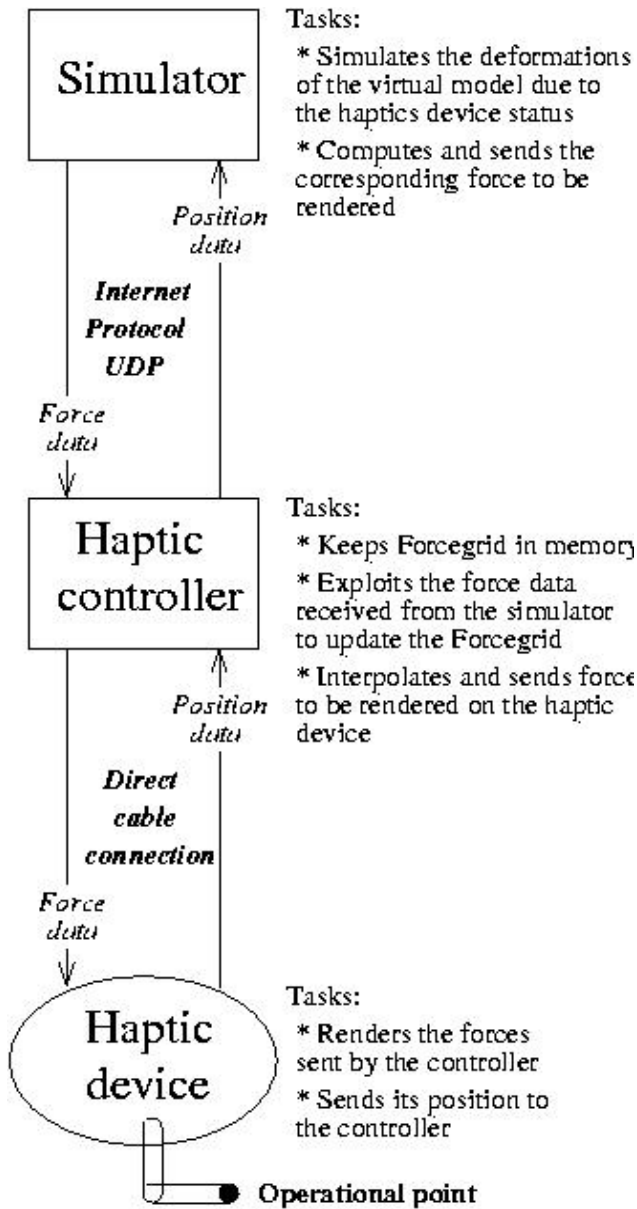 Simulator
Tasks:
* Simulates the deformations
of the virtual model due to
the haptics device status
* Computes and sends the
corresponding force to be
rendered
Position
data
Internet
Protocol
UDP
Force
data
Haptic
controller
Tasks:
* Keeps Forcegrid in memory
* Exploits the force data
received from the simulator
to update the Forcegrid
* Interpolates and sends force
to be rendered on the haptic
device
Position
data
Direct
cable
connection
Force
data
Haptic
device
Tasks:
* Renders the forces
sent by the controller
* Sends its position to
the controller
Operational point